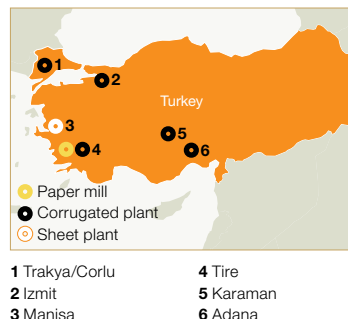 1
2
Turkey
3
5
4
6
Paper mill
Corrugated plant
Sheet plant
1 Trakya/Corlu
2 Izmit
3 Manisa
4 Tire
5 Karaman
6 Adana